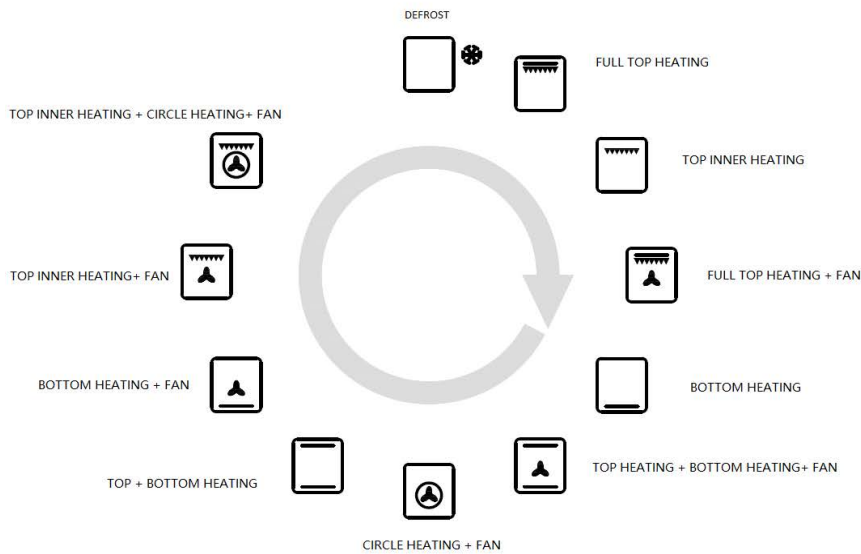 DEFROST
FULL TOP HEATING
TOP INNER HEATING + CIRCLE HEATING+ FAN
TOP INNER HEATING
TOP INNER HEATING+ FAN
FULL TOP HEATING + FAN
BOTTOM HEATING + FAN
BOTTOM HEATING
TOP + BOTTOM HEATING
TOP HEATING + BOTTOM HEATING+ FAN
CIRCLE HEATING + FAN